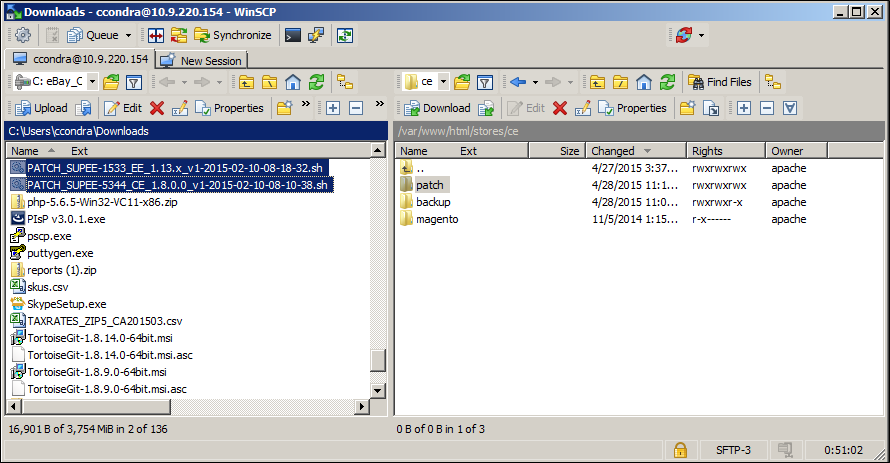 Downloads - ccondra@10.9.220.154 - WinSCP
Queue Synchronize
ccondra@10.9.220.154 New Session
C: eBay_C ce Find Files
Upload Edit Properties » » Download Edit Properties
C:\Users\ccondra\Downloads /var/www/html/stores/ce
Name Ext Name Ext Size Changed Rights Owner
PATCH_SUPEE-1533_EE_1.13.x_v1-2015-02-10-08-18-32.sh
PATCH_SUPEE-5344_CE_1.8.0.0_v1-2015-02-10-08-10-38.sh
php-5.6.5-Win32-VC11-x86.zip
PIsP v3.0.1.exe
pscp.exe
puttygen.exe
reports (1).zip
skus.csv
SkypeSetup.exe
TAXRATES_ZIP5_CA201503.csv
TortoiseGit-1.8.14.0-64bit.msi
TortoiseGit-1.8.14.0-64bit.msi.asc
TortoiseGit-1.8.9.0-64bit.msi
TortoiseGit-1.8.9.0-64bit.msi.asc
.. 4/27/2015 3:37... rwxrwxrwx apache
patch 4/28/2015 11:1... rwxrwxrwx apache
backup 4/28/2015 11:0... rwxrwxr-x apache
magento 11/5/2014 1:15... r-x------ apache
16,901 B of 3,754 MiB in 2 of 136 0 B of 0 B in 1 of 3
SFTP-3 0:51:02